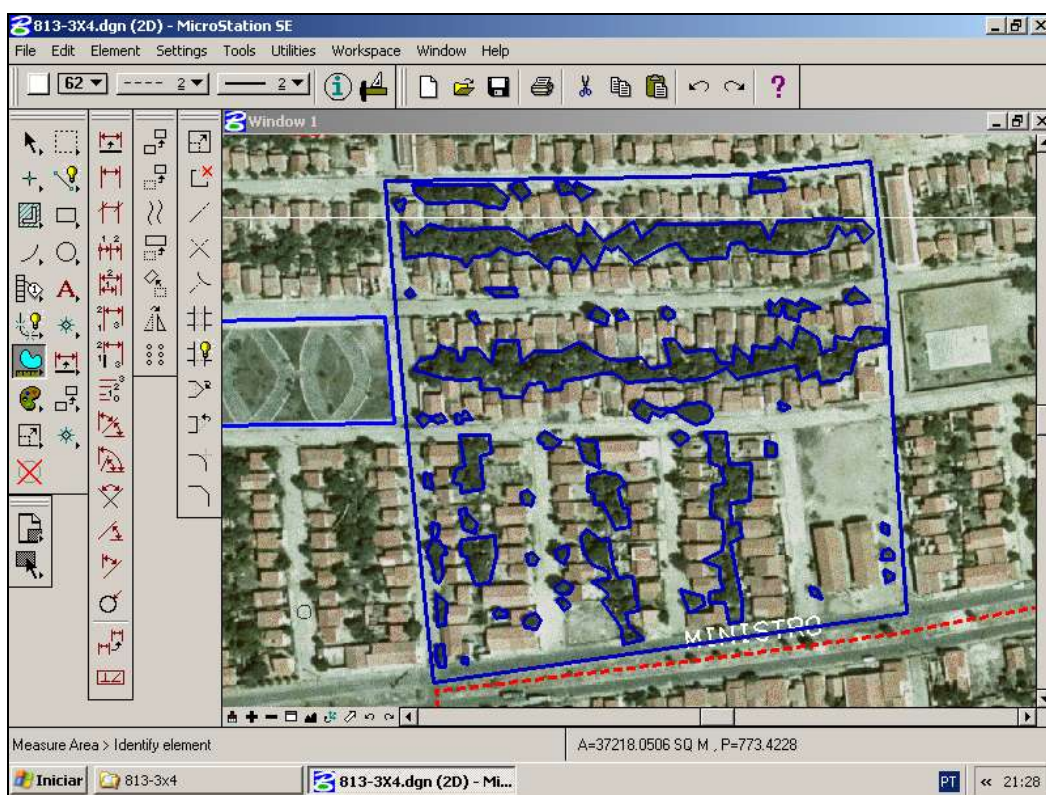 813-3X4.dgn (2D) - MicroStation SE
File Edit Element Settings Tools Utilities Workspace Window Help
62 2 2
Window 1
MINISTRO
Measure Area > Identify element A=37218.0506 SQ M , P=773.4228
Iniciar 813-3x4 813-3X4.dgn (2D) - Mi... PT « 21:28